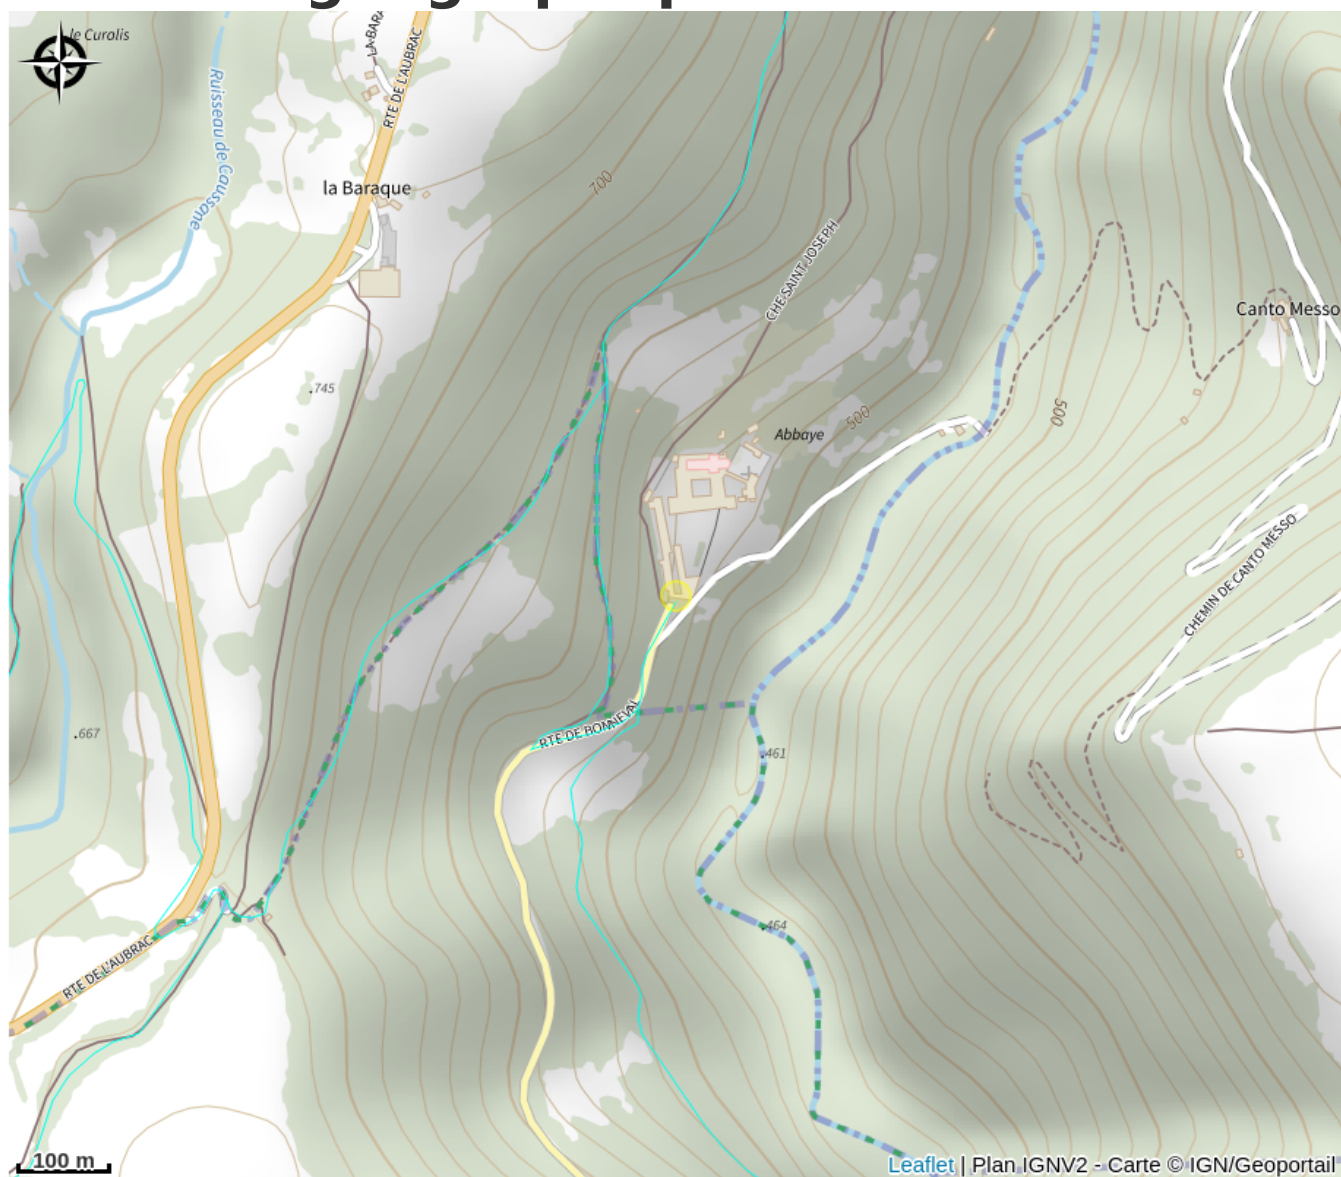 le Curolis
LA BARA
RTE DE L'AUBRAC
Ruisseau de Caussane
la Baraque
700
CHE SAINT JOSEPH
Canto Messo
745
500
500
Abbaye
CHEMIN DE CANTO MESSO
RTE DE BONNEVAL
667
461
464
RTE DE L'AUBRAC
100 m
Leaflet | Plan IGNV2 - Carte © IGN/Geoportail